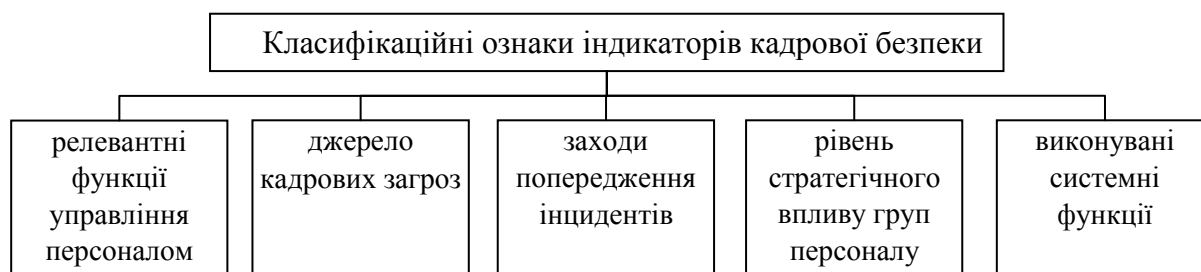 Класифікаційні ознаки індикаторів кадрової безпеки
релевантні
функції
управління
персоналом
джерело
кадрових загроз
заходи
попередження
інцидентів
рівень
стратегічного
впливу груп
персоналу
виконувані
системні
функції